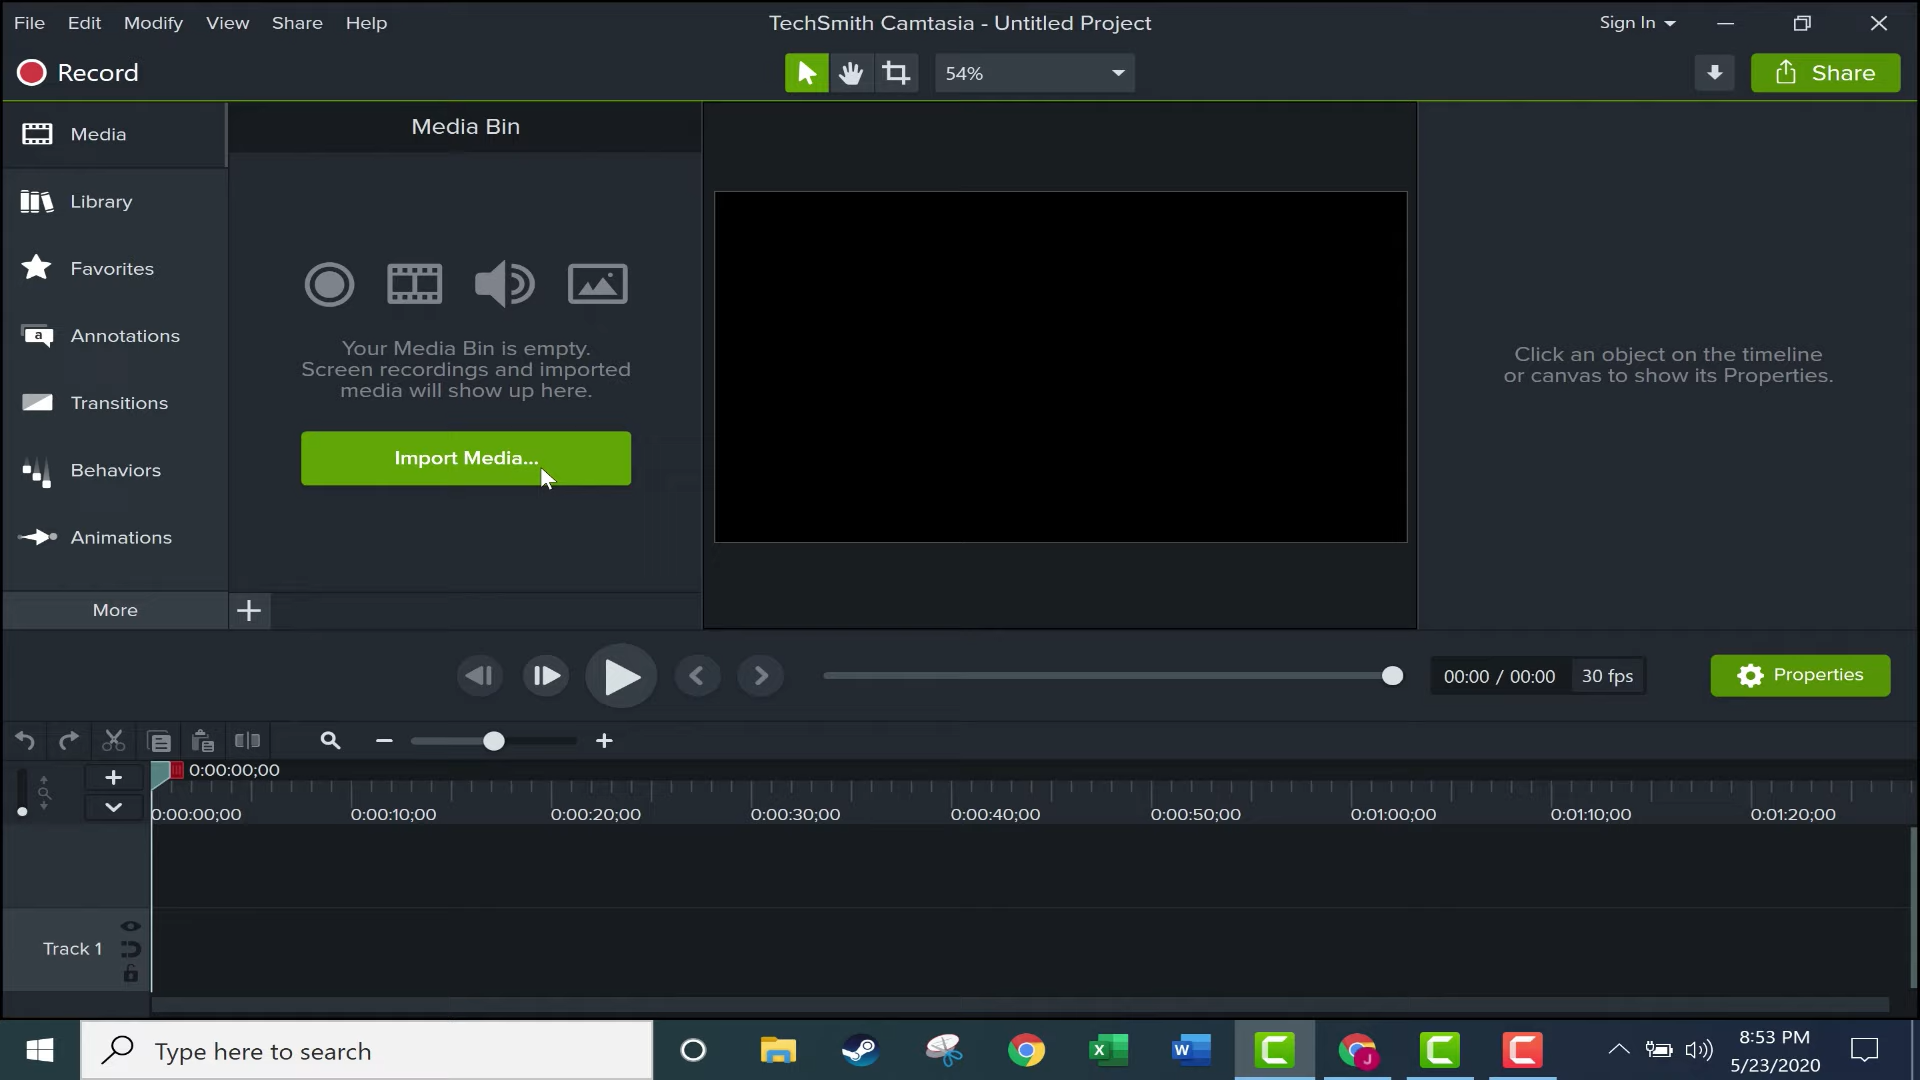 File Edit Modify View Share Help
TechSmith Camtasia - Untitled Project
Sign In
Record
54%
Share
Media
Library
Favorites
a
Annotations
Transitions
Behaviors
Animations
More
Media Bin
Your Media Bin is empty.
Screen recordings and imported
media will show up here.
Import Media...
Click an object on the timeline
or canvas to show its Properties.
00:00 / 00:00
30 fps
Properties
0:00:00;00
0:00:00;00 0:00:10;00 0:00:20;00 0:00:30;00 0:00:40;00 0:00:50;00 0:01:00;00 0:01:10;00 0:01:20;00
Track 1
Type here to search
X
W
J
8:53 PM
5/23/2020